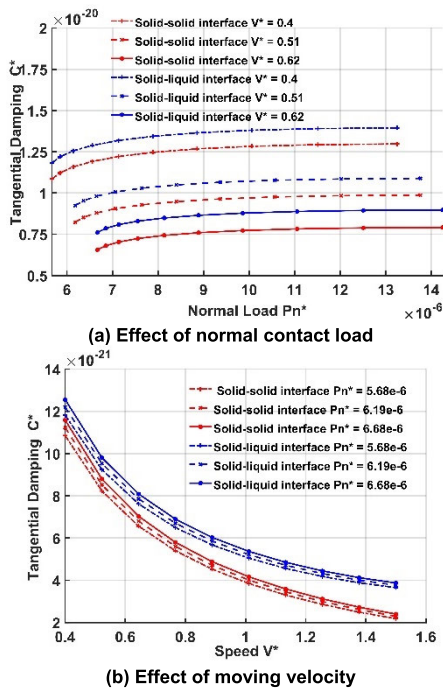 ×10⁻²⁰
Solid-solid interface V* = 0.4
Solid-solid interface V* = 0.51
Solid-solid interface V* = 0.62
Solid-liquid interface V* = 0.4
Solid-liquid interface V* = 0.51
Solid-liquid interface V* = 0.62
Tangential Damping C*
2.0
1.75
1.50
1.25
1.0
0.75
0.5
6 7 8 9 10 11 12 13 14
Normal Load Pn*
×10⁻⁶
(a) Effect of normal contact load
×10⁻²¹
Solid-solid interface Pn* = 5.68e-6
Solid-solid interface Pn* = 6.19e-6
Solid-solid interface Pn* = 6.68e-6
Solid-liquid interface Pn* = 5.68e-6
Solid-liquid interface Pn* = 6.19e-6
Solid-liquid interface Pn* = 6.68e-6
Tangential Damping C*
14
12
10
8
6
4
2
0.4 0.6 0.8 1 1.2 1.4 1.6
Speed V*
(b) Effect of moving velocity